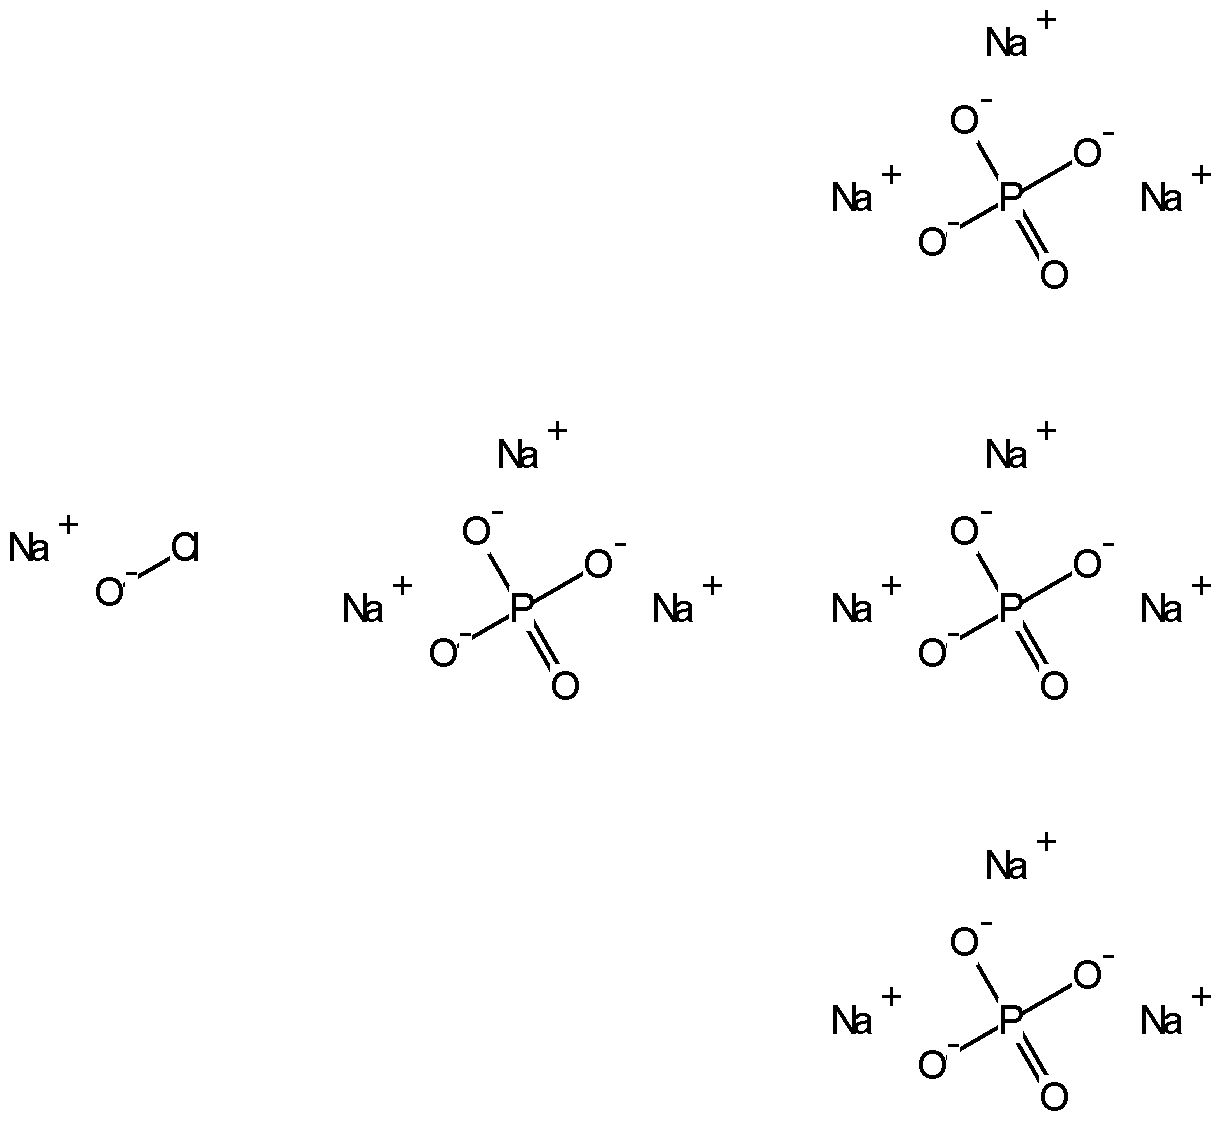 Na +
O -
O -
Na + P Na +
O -
O
Na + Na +
O - O -
Na + Cl O - O -
O - Na + P Na + Na + P Na +
O - O -
O O
Na +
O -
O -
Na + P Na +
O -
O